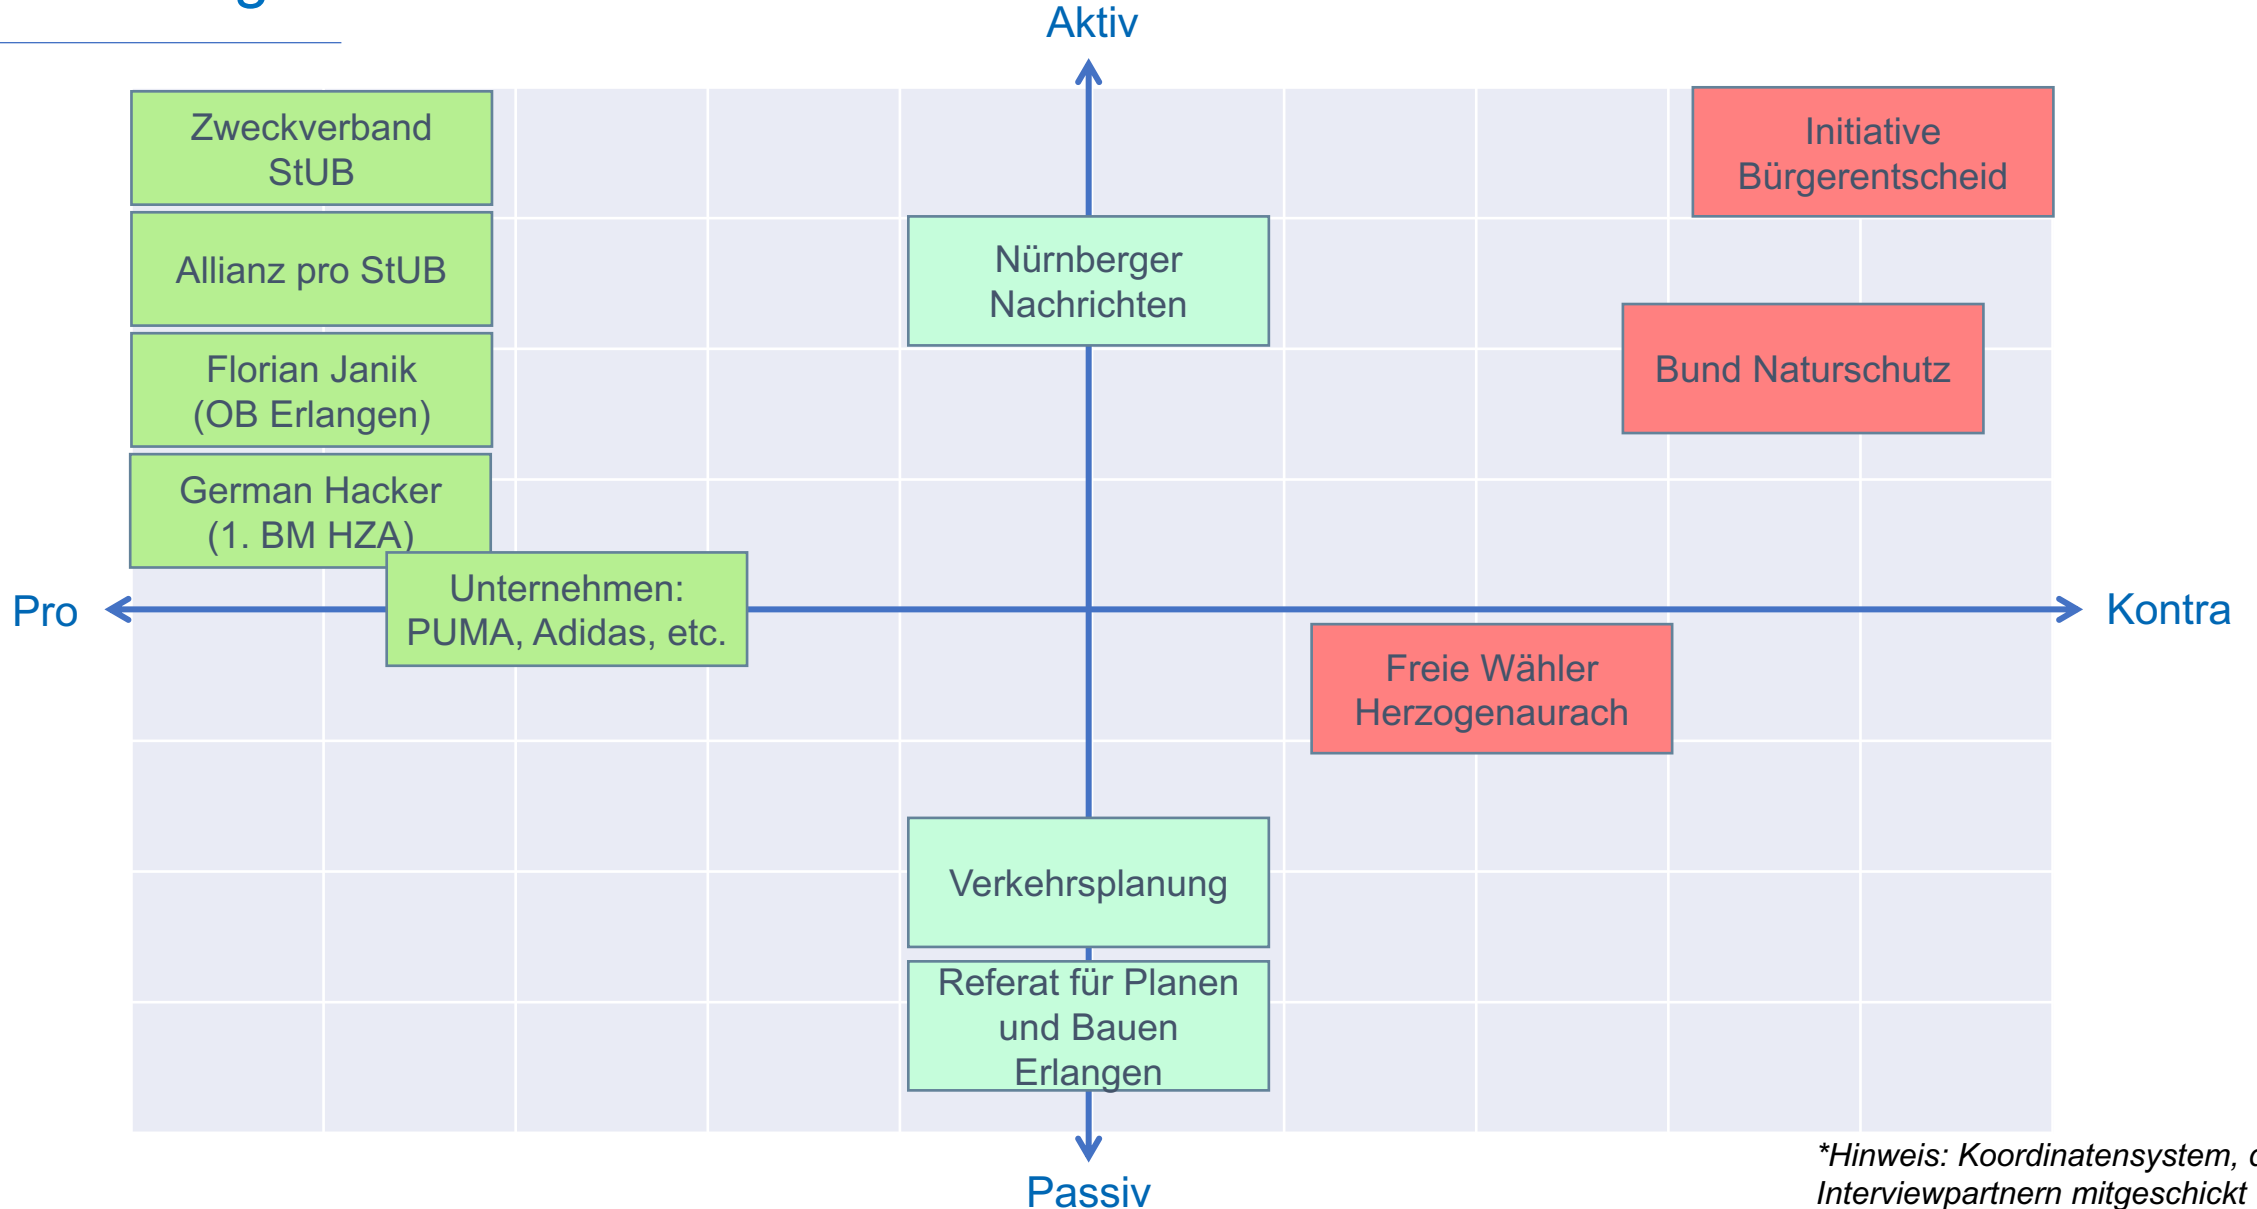 Aktiv
Zweckverband
StUB
Initiative
Bürgerentscheid
Allianz pro StUB
Nürnberger
Nachrichten
Florian Janik
(OB Erlangen)
Bund Naturschutz
German Hacker
(1. BM HZA)
Unternehmen:
PUMA, Adidas, etc.
Pro
Kontra
Freie Wähler
Herzogenaurach
Verkehrsplanung
Referat für Planen
und Bauen
Erlangen
Passiv
*Hinweis: Koordinatensystem,
Interviewpartnern mitgeschickt